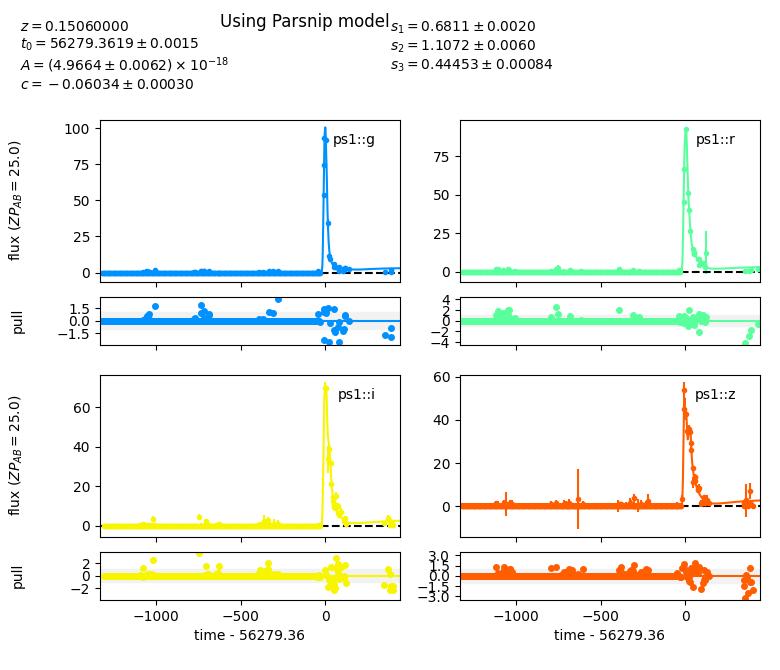 Using Parsnip model
z = 0.15060000
t₀ = 56279.3619 ± 0.0015
A = (4.9664 ± 0.0062) × 10⁻¹⁸
c = −0.06034 ± 0.00030
s₁ = 0.6811 ± 0.0020
s₂ = 1.1072 ± 0.0060
s₃ = 0.44453 ± 0.00084
flux (ZP_AB = 25.0)
100
75
50
25
0
ps1::g
75
50
25
0
ps1::r
pull
1.5
0.0
−1.5
4
2
0
−2
−4
flux (ZP_AB = 25.0)
60
40
20
0
ps1::i
60
40
20
0
ps1::z
pull
2
0
−2
3.0
1.5
0.0
−1.5
−3.0
−1000
−500
0
time - 56279.36
−1000
−500
0
time - 56279.36